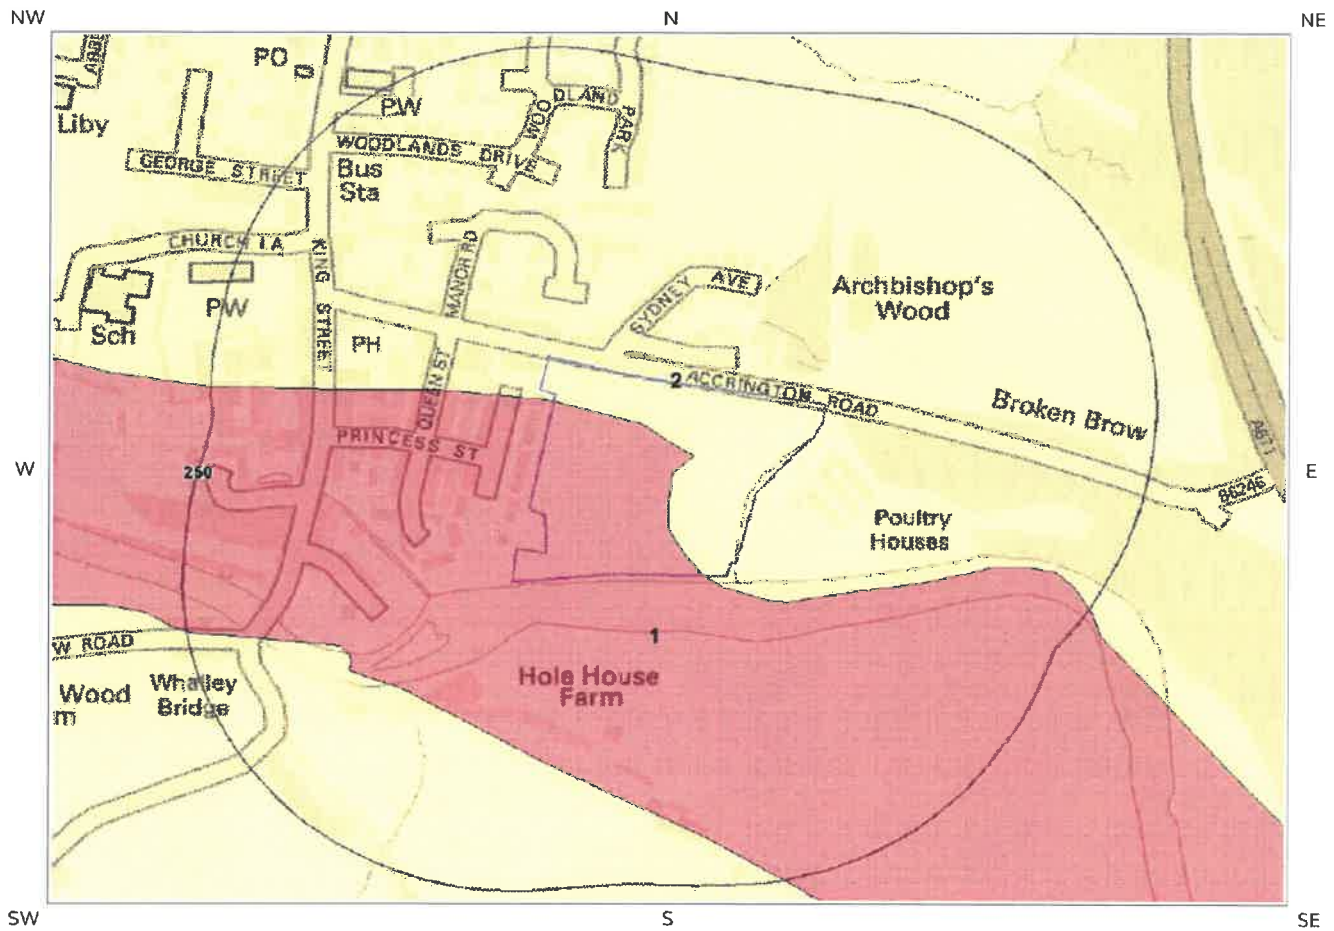 NW
N
NE
PO
PW
Liby
WOODLAND
PARK
WOODLANDS DRIVE
GEORGE STREET
Bus
Sta
CHURCH LA
KING STREET
MANOR RD
PW
Sch
PH
SYDNEY AVE
Archbishop's
Wood
QUEEN ST
2
ACCRINGTON ROAD
Broken Brow
A671
PRINCESS ST
W
250
E
B6246
Poultry
Houses
W ROAD
1
Wood
m
Whalley
Bridge
Hole House
Farm
SW
S
SE